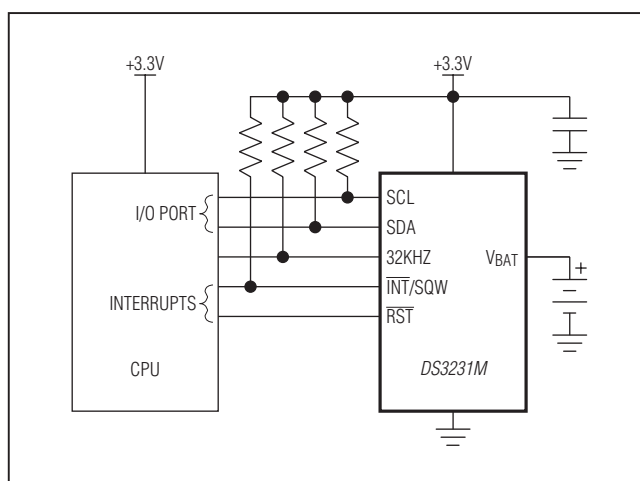 +3.3V
+3.3V
I/O PORT
INTERRUPTS
CPU
SCL
SDA
32KHZ
INT/SQW
RST
VBAT
+
DS3231M